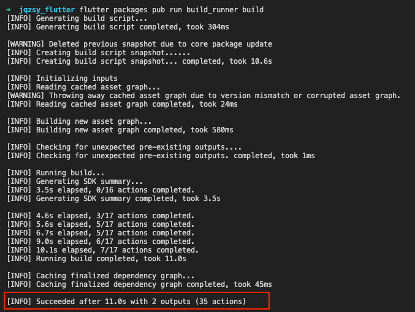 → jqzsy_flutter flutter packages pub run build_runner build
[INFO] Generating build script...
[INFO] Generating build script completed, took 304ms
[WARNING] Deleted previous snapshot due to core package update
[INFO] Creating build script snapshot......
[INFO] Creating build script snapshot... completed, took 10.6s
[INFO] Initializing inputs
[INFO] Reading cached asset graph...
[WARNING] Throwing away cached asset graph due to version mismatch or corrupted asset graph.
[INFO] Reading cached asset graph completed, took 24ms
[INFO] Building new asset graph...
[INFO] Building new asset graph completed, took 580ms
[INFO] Checking for unexpected pre-existing outputs....
[INFO] Checking for unexpected pre-existing outputs. completed, took 1ms
[INFO] Running build...
[INFO] Generating SDK summary...
[INFO] 3.5s elapsed, 0/16 actions completed.
[INFO] Generating SDK summary completed, took 3.5s
[INFO] 4.6s elapsed, 3/17 actions completed.
[INFO] 5.6s elapsed, 5/17 actions completed.
[INFO] 6.7s elapsed, 5/17 actions completed.
[INFO] 9.0s elapsed, 6/17 actions completed.
[INFO] 10.1s elapsed, 7/17 actions completed.
[INFO] Running build completed, took 11.0s
[INFO] Caching finalized dependency graph...
[INFO] Caching finalized dependency graph completed, took 45ms
[INFO] Succeeded after 11.0s with 2 outputs (35 actions)